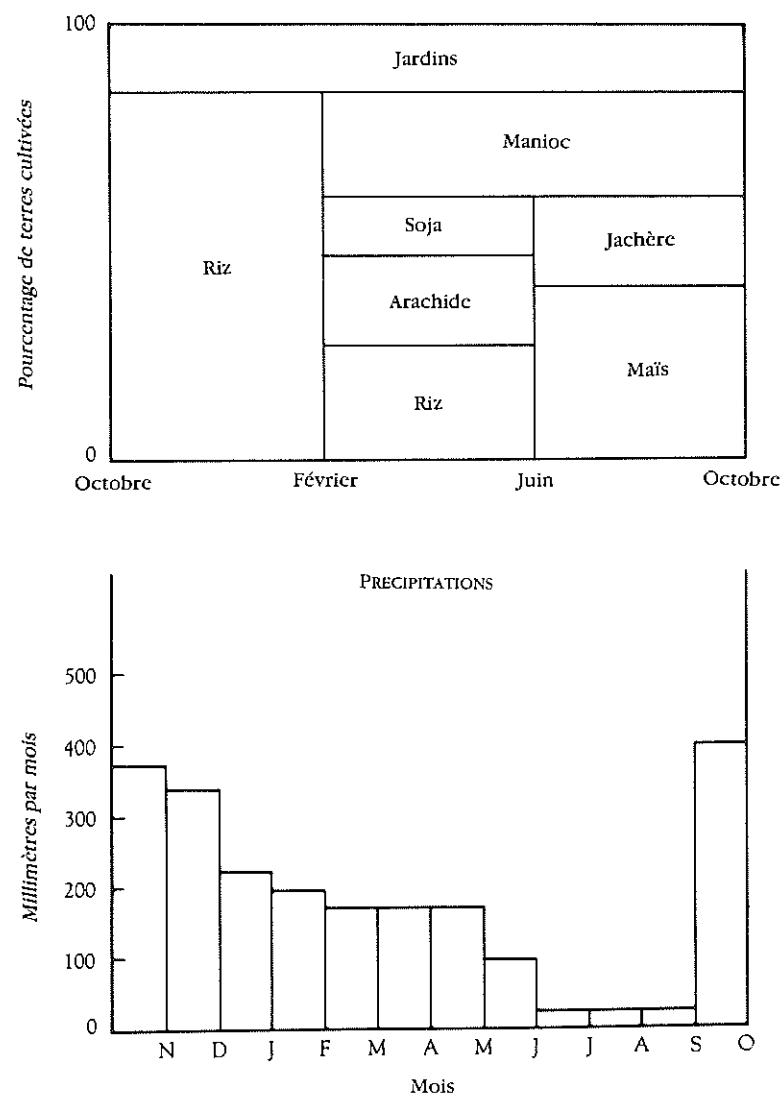 100
Jardins
Manioc
Soja
Jachère
Riz
Arachide
Maïs
Riz
0
Octobre Février Juin Octobre
Pourcentage de terres cultivées
PRECIPITATIONS
500
400
300
200
100
0
N D J F M A M J J A S O
Mois
Millimètres par mois